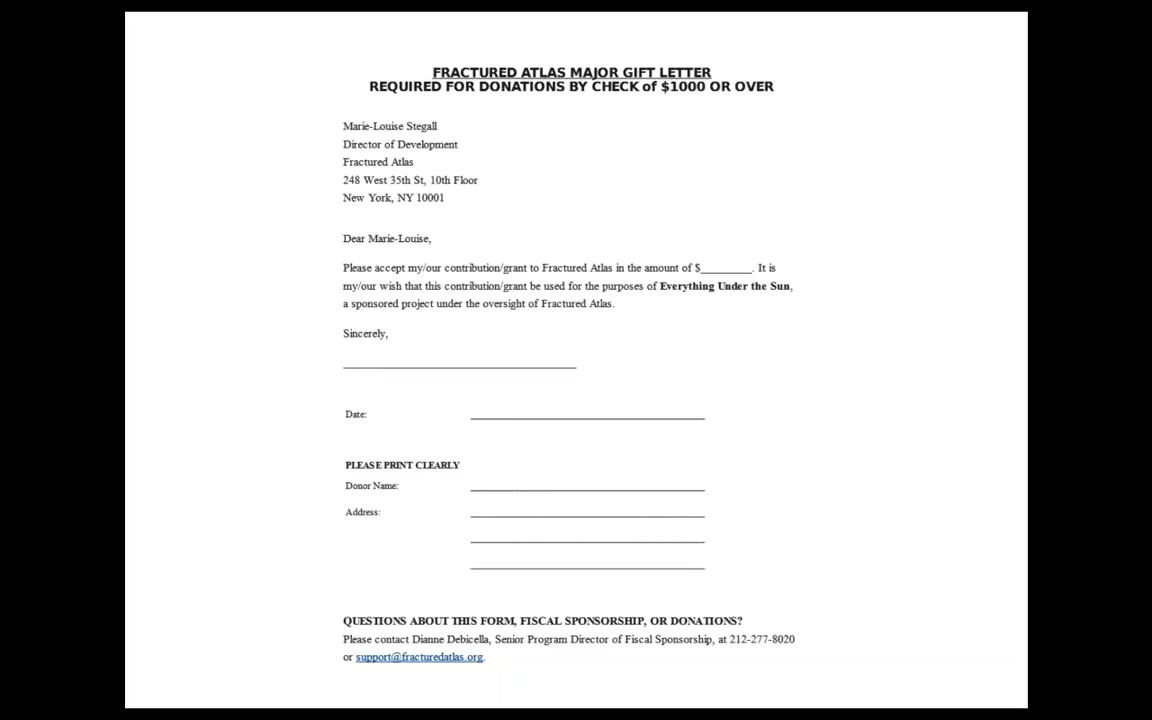 FRACTURED ATLAS MAJOR GIFT LETTER
REQUIRED FOR DONATIONS BY CHECK of $1000 OR OVER
Marie-Louise Stegall
Director of Development
Fractured Atlas
248 West 35th St, 10th Floor
New York, NY 10001
Dear Marie-Louise,
Please accept my/our contribution/grant to Fractured Atlas in the amount of $_________. It is
my/our wish that this contribution/grant be used for the purposes of Everything Under the Sun,
a sponsored project under the oversight of Fractured Atlas.
Sincerely,
Date:
PLEASE PRINT CLEARLY
Donor Name:
Address:
QUESTIONS ABOUT THIS FORM, FISCAL SPONSORSHIP, OR DONATIONS?
Please contact Dianne Debicella, Senior Program Director of Fiscal Sponsorship, at 212-277-8020
or support@fracturedatlas.org.